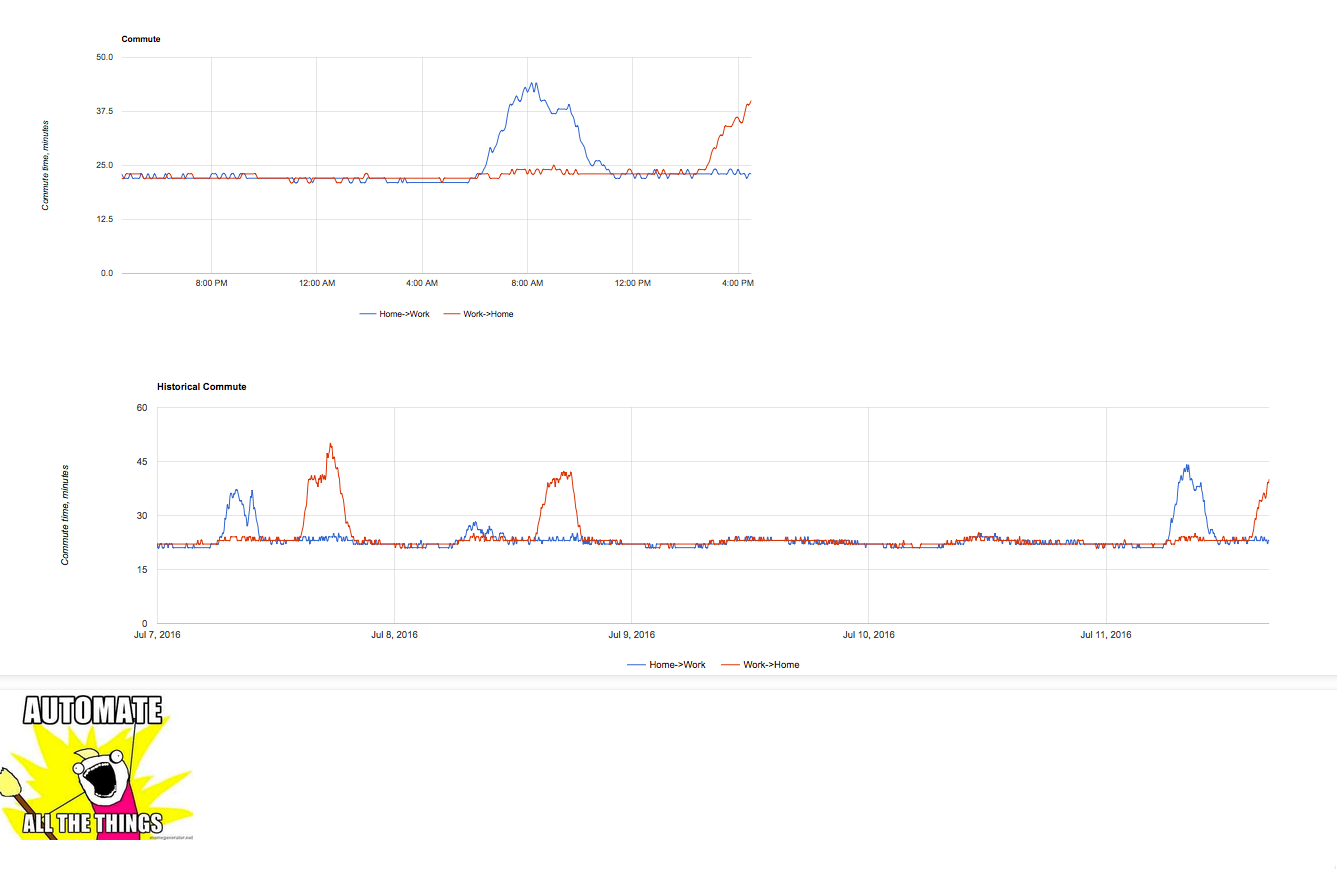 Commute
50.0
37.5
25.0
12.5
0.0
Commute time, minutes
8:00 PM 12:00 AM 4:00 AM 8:00 AM 12:00 PM 4:00 PM
Home->Work Work->Home
Historical Commute
60
45
30
15
0
Commute time, minutes
Jul 7, 2016 Jul 8, 2016 Jul 9, 2016 Jul 10, 2016 Jul 11, 2016
Home->Work Work->Home
AUTOMATE
ALL THE THINGS
memegenerator.net